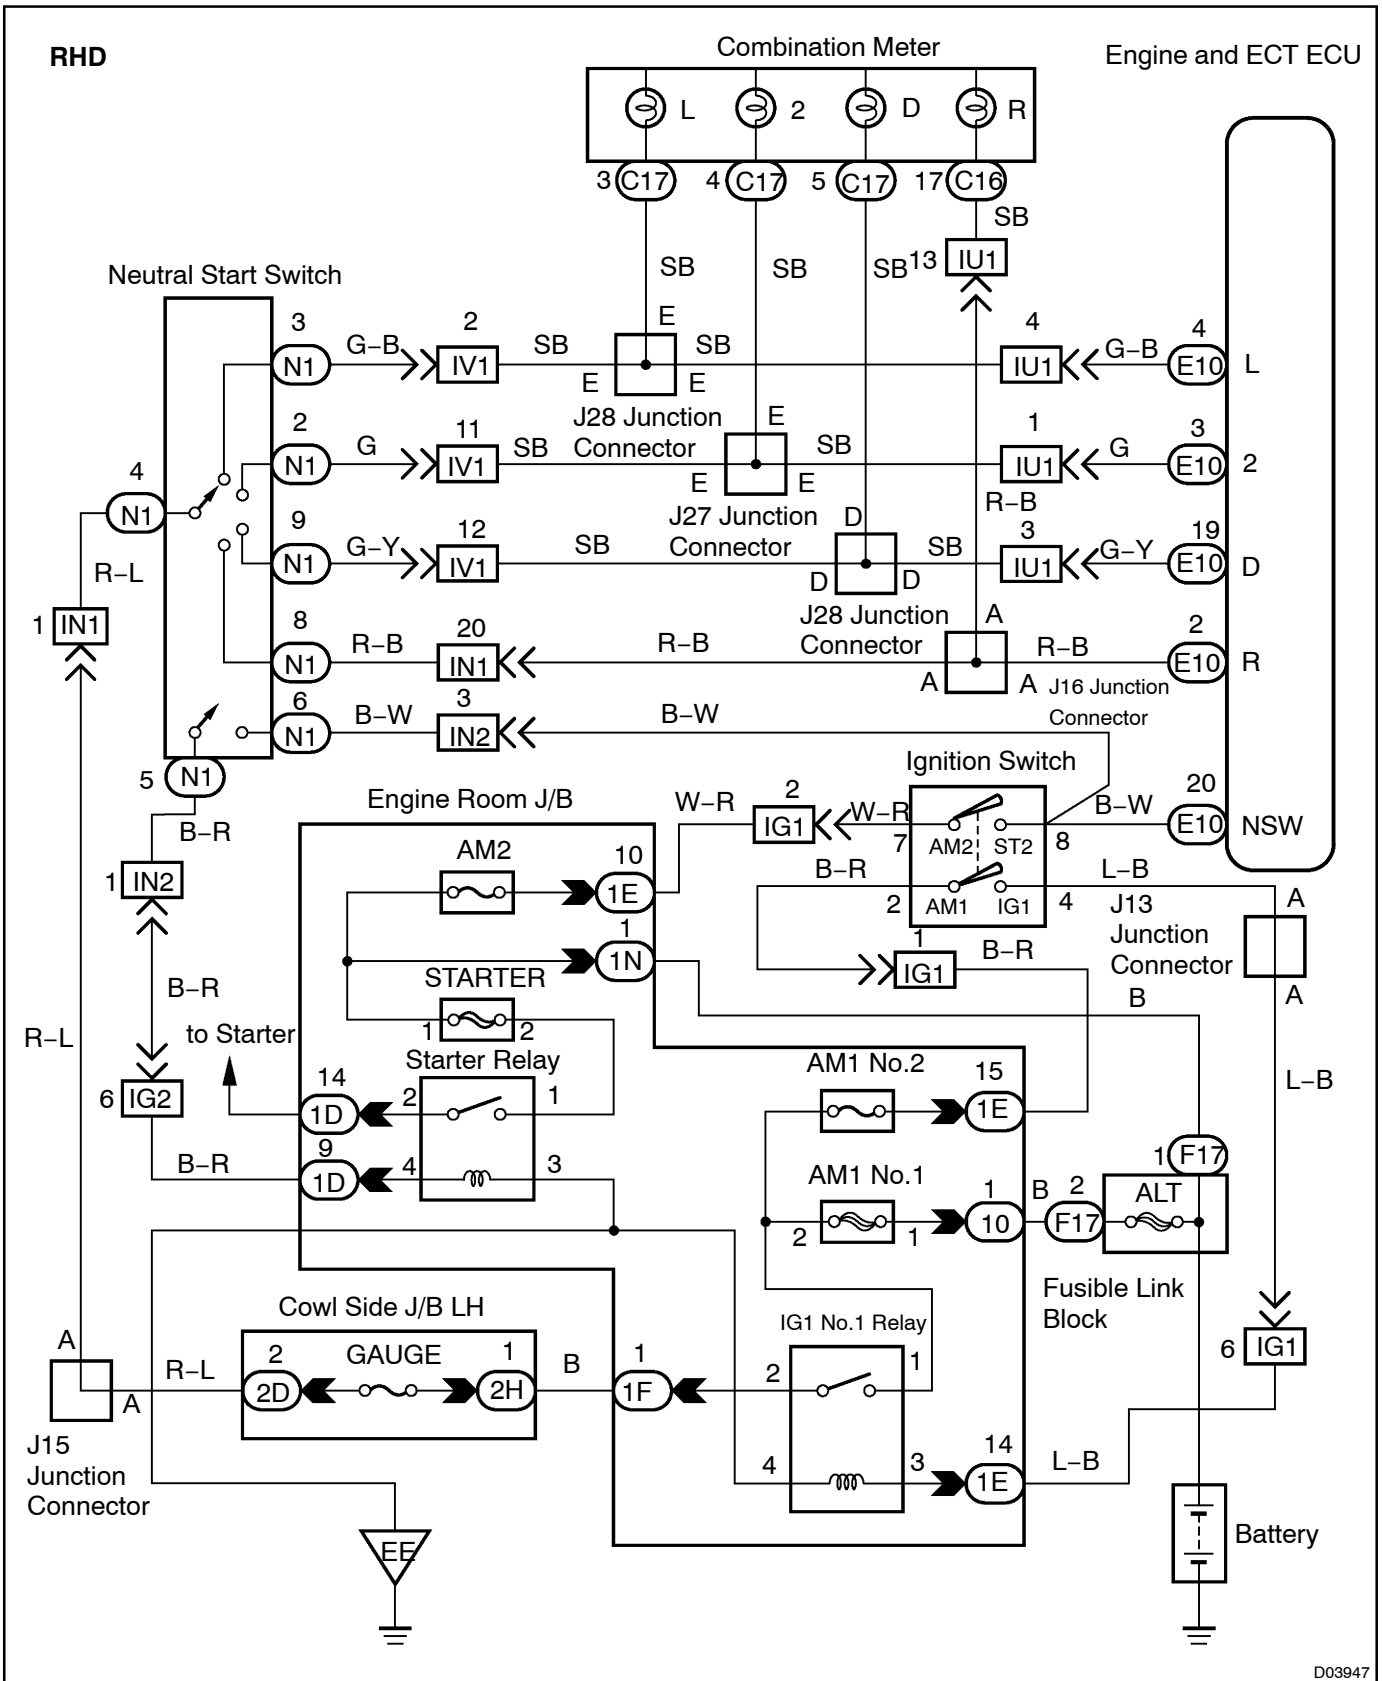 RHD
Combination Meter
Engine and ECT ECU
L
2
D
R
3 C17
4 C17
5 C17
17 C16
SB
SB
SB
SB
13 IU1
Neutral Start Switch
3
N1
G–B
2
IV1
SB
E
E
E
SB
4
IU1
G–B
4
E10
L
J28 Junction
Connector
2
N1
G
11
IV1
SB
E
E
E
SB
1
IU1
G
3
E10
2
J27 Junction
Connector
R–B
4
N1
9
N1
G–Y
12
IV1
SB
D
D
D
SB
3
IU1
G–Y
19
E10
D
J28 Junction
Connector
R–L
1 IN1
8
N1
R–B
20
IN1
R–B
A
A
A
R–B
2
E10
R
J16 Junction
Connector
6
N1
B–W
3
IN2
B–W
5 N1
B–R
Ignition Switch
Engine Room J/B
W–R
2
IG1
W–R
7
AM2
ST2
8
B–W
20
E10
NSW
1 IN2
AM2
10
1E
B–R
2
AM1
IG1
4
L–B
A
J13
Junction
Connector
A
1
1N
1
IG1
B–R
B
STARTER
1
2
B–R
R–L
to Starter
Starter Relay
AM1 No.2
15
1E
L–B
6 IG2
14
1D
2
1
9
1D
4
3
B–R
1 F17
AM1 No.1
2
1
1
10
B
2
F17
ALT
Fusible Link
Block
Cowl Side J/B LH
IG1 No.1 Relay
6 IG1
A
A
R–L
2
2D
GAUGE
1
2H
B
1
1F
2
1
J15
Junction
Connector
4
3
14
1E
L–B
Battery
EE
D03947